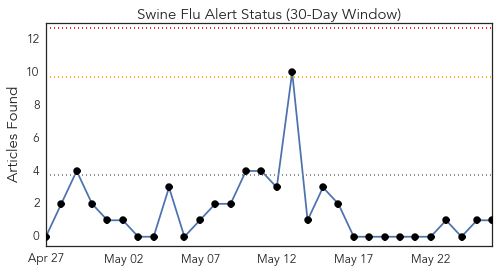 Swine Flu Alert Status (30-Day Window)
Articles Found
12
10
8
6
4
2
0
Apr 27 May 02 May 07 May 12 May 17 May 22